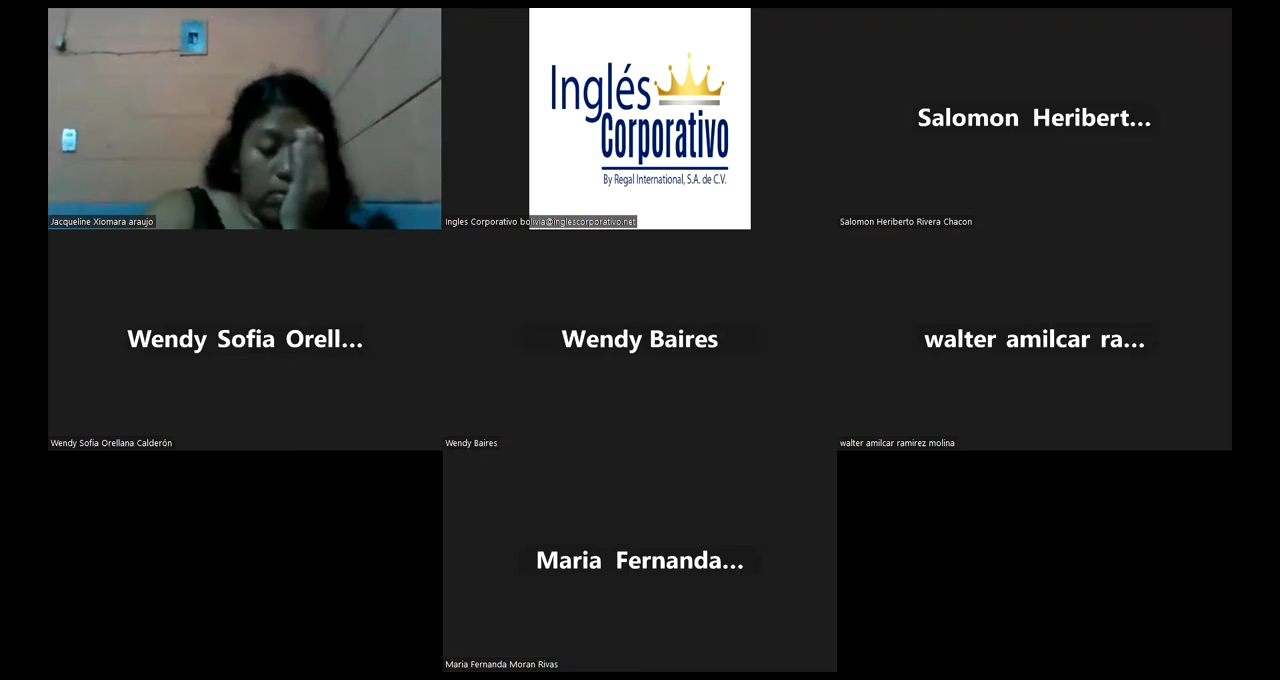 Inglés
Corporativo
By Regal International, S.A. de C.V.
Salomon Heribert...
Jacqueline Xiomara araujo
Ingles Corporativo bolivia@inglescorporativo.net
Salomon Heriberto Rivera Chacon
Wendy Sofia Orell...
Wendy Baires
walter amilcar ra...
Wendy Sofia Orellana Calderón
Wendy Baires
walter amilcar ramirez molina
Maria Fernanda...
Maria Fernanda Moran Rivas